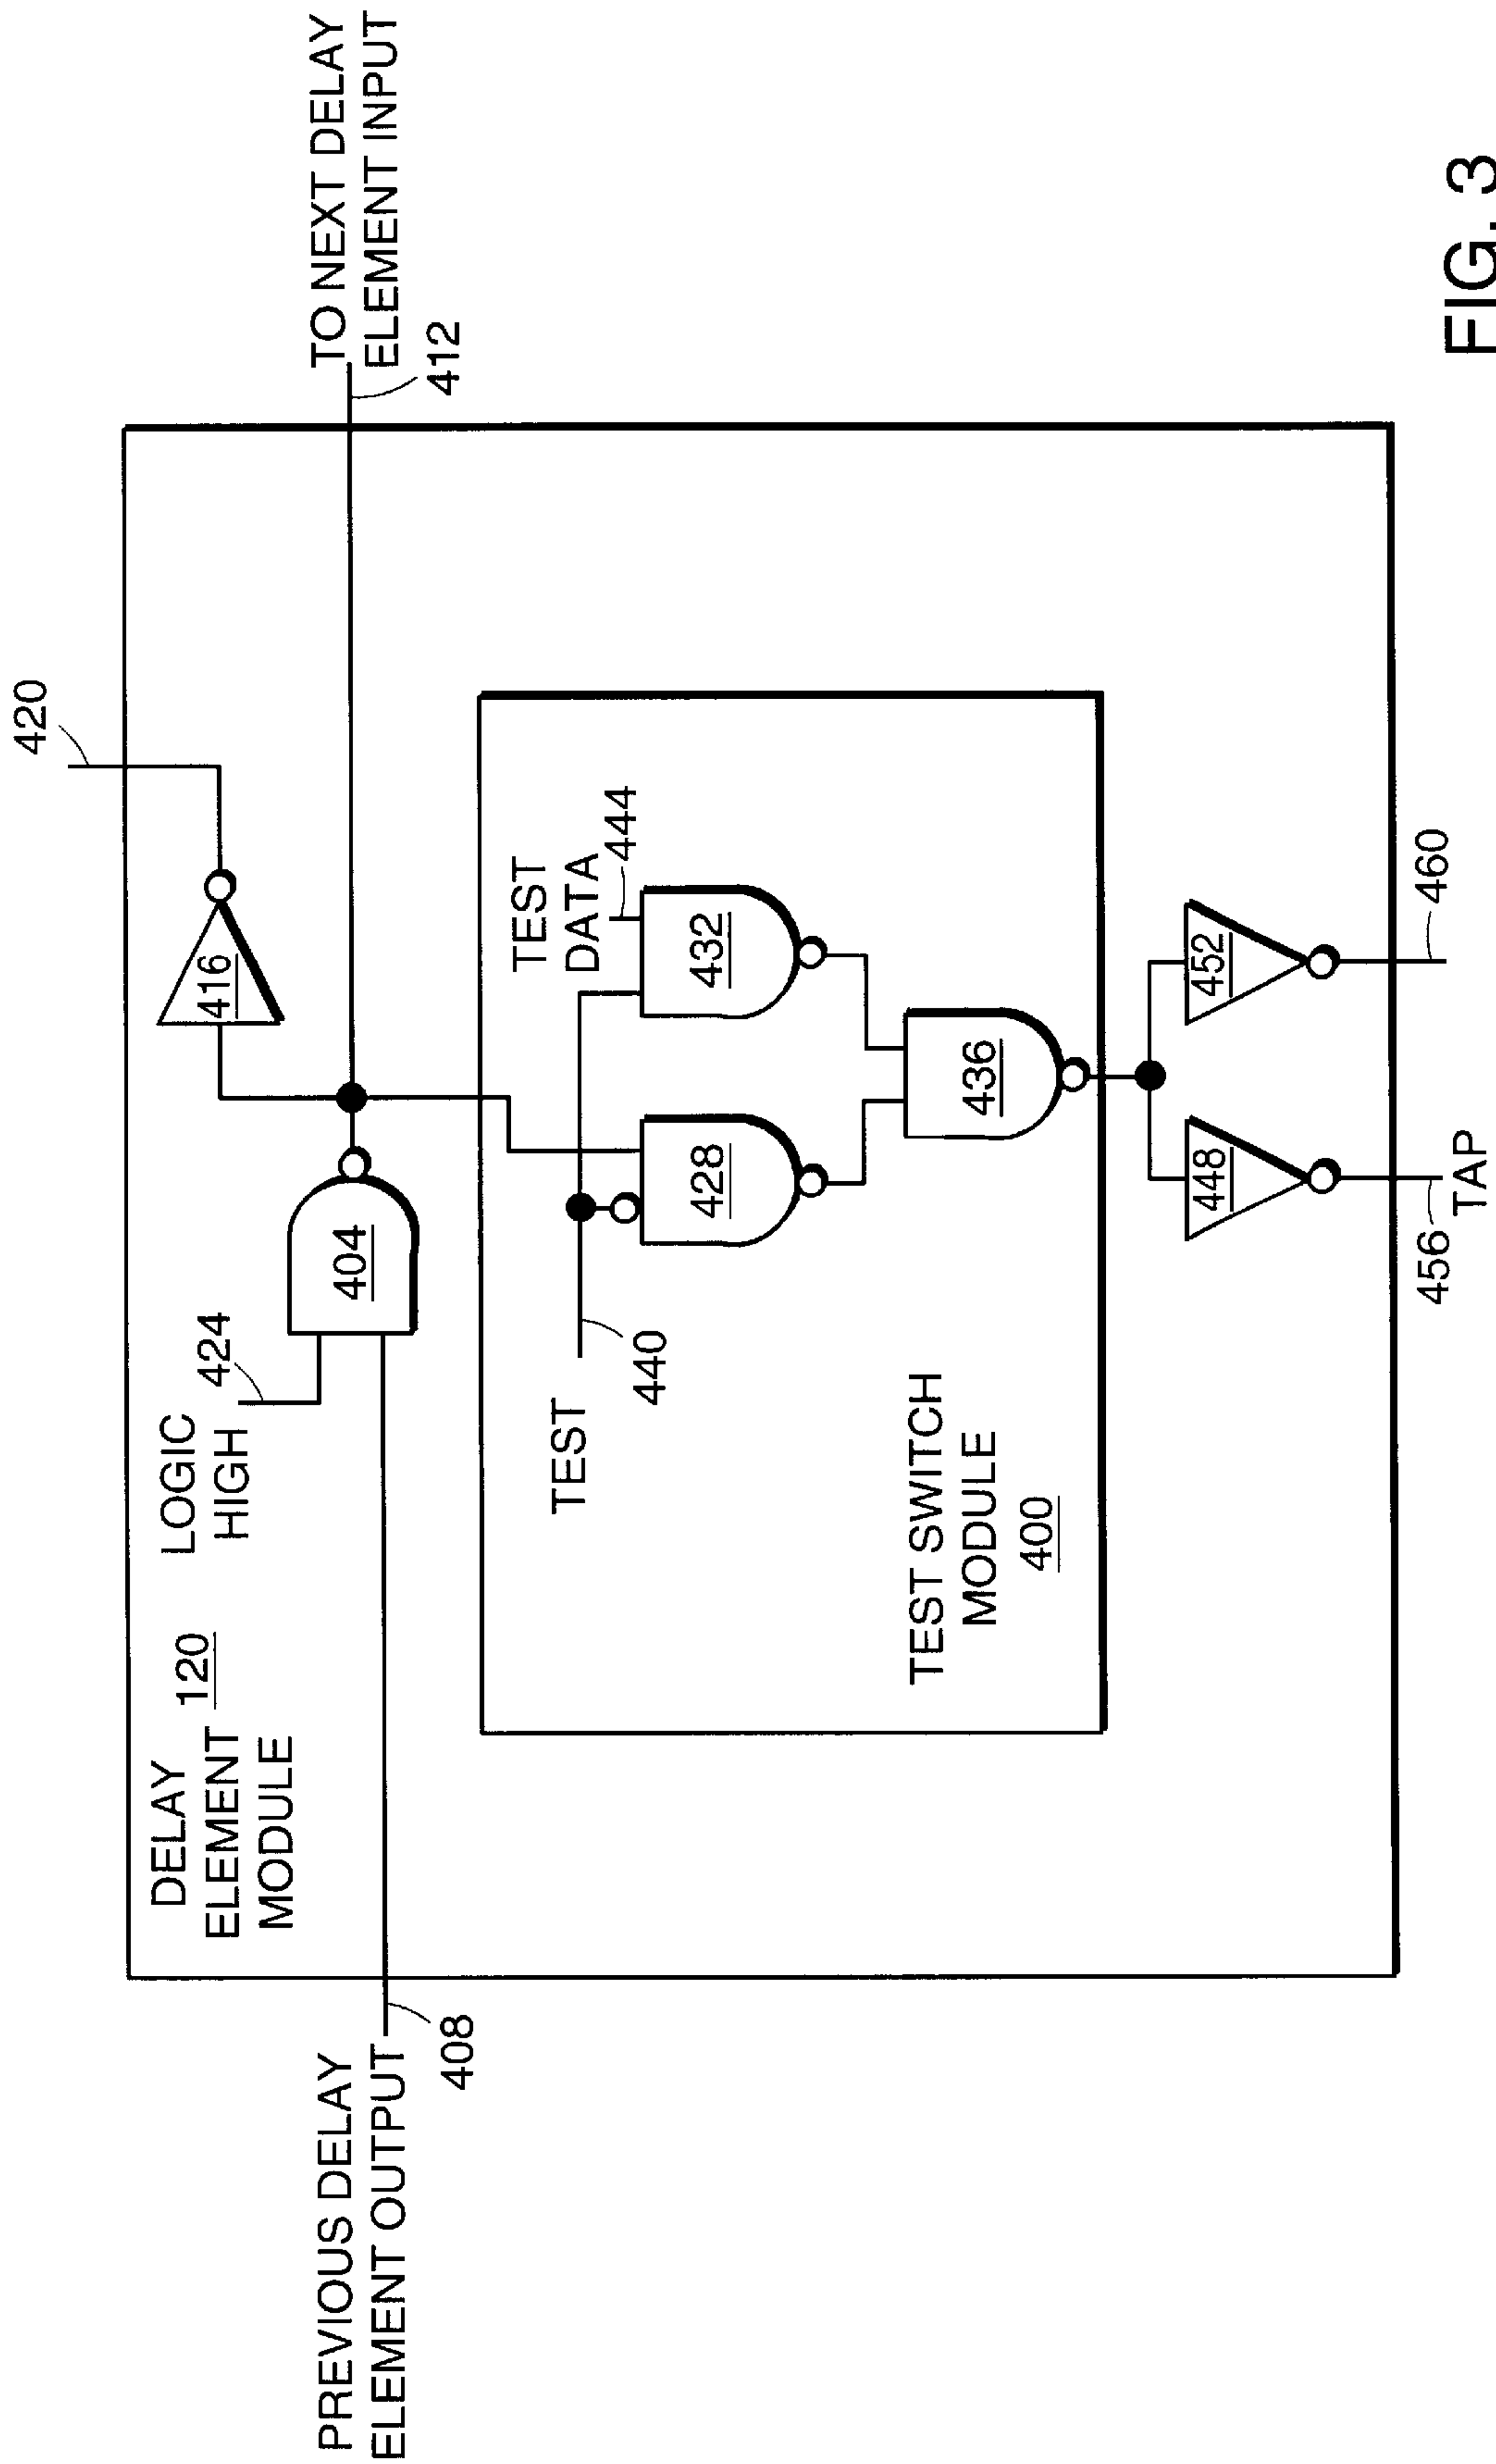 DELAY
ELEMENT 120
MODULE
LOGIC
HIGH
424
404
416
420
PREVIOUS DELAY
ELEMENT OUTPUT
408
TO NEXT DELAY
ELEMENT INPUT
412
TEST
440
TEST
DATA
444
428
432
436
TEST SWITCH
MODULE
400
448
452
456
TAP
460
FIG. 3